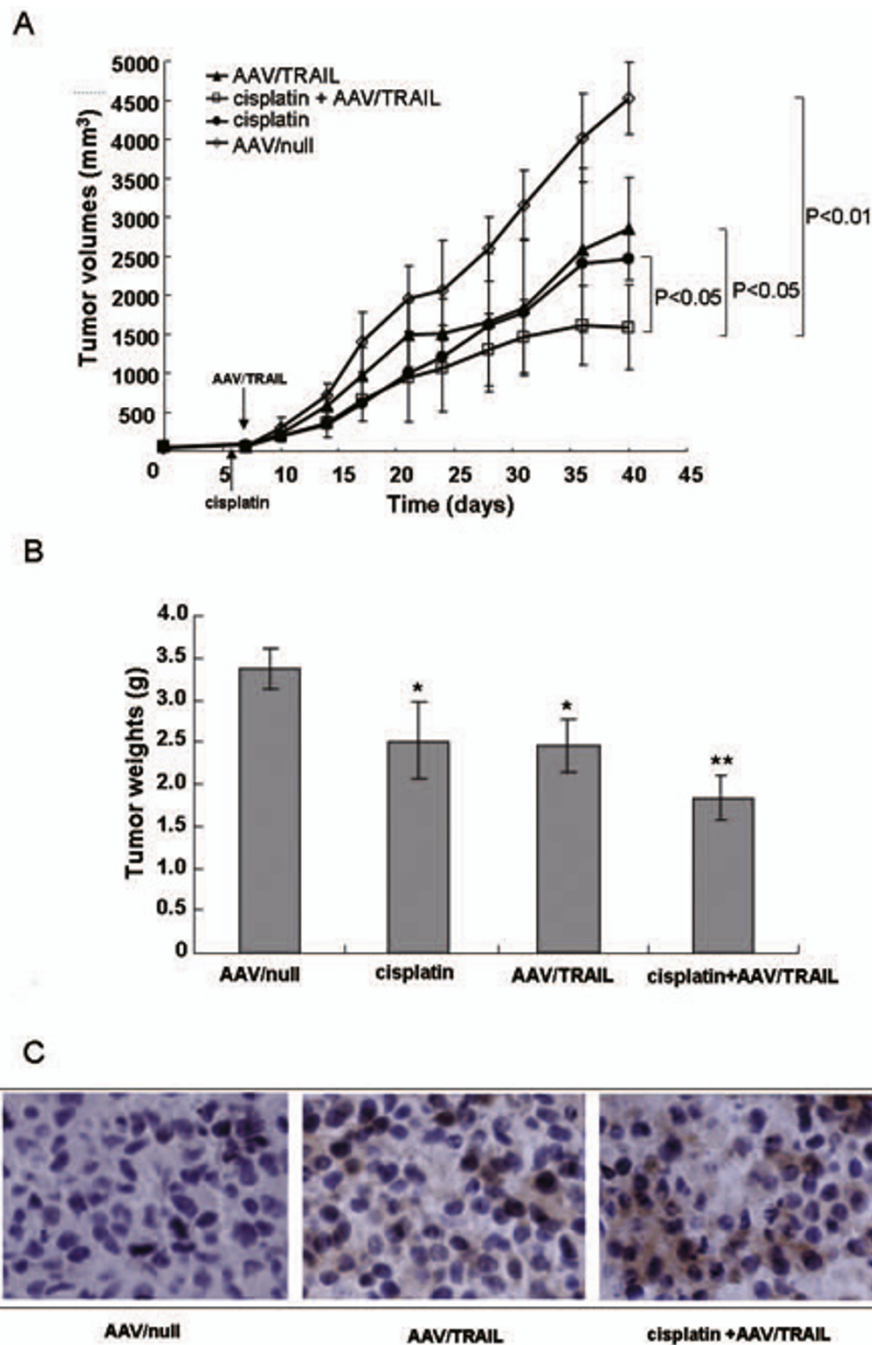 A
Tumor volumes (mm³)
5000
4500
4000
3500
3000
2500
2000
1500
1000
500
AAV/TRAIL
cisplatin + AAV/TRAIL
cisplatin
AAV/null
P<0.05
P<0.05
P<0.01
AAV/TRAIL
cisplatin
0 5 10 15 20 25 30 35 40 45
Time (days)
B
Tumor weights (g)
4.0
3.5
3.0
2.5
2.0
1.5
1.0
0.5
0
*
*
**
AAV/null cisplatin AAV/TRAIL cisplatin+AAV/TRAIL
C
AAV/null AAV/TRAIL cisplatin +AAV/TRAIL